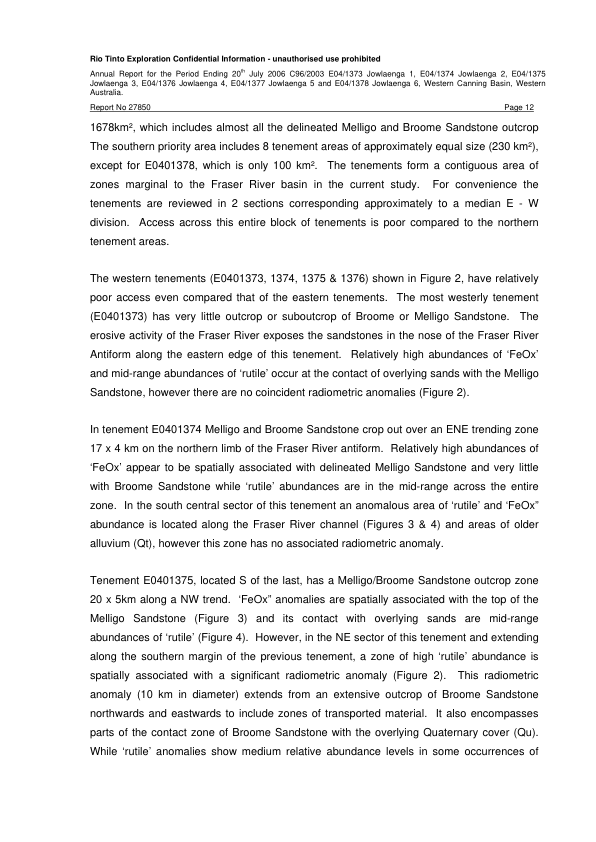 Rio Tinto Exploration Confidential Information - unauthorised use prohibited
Annual Report for the Period Ending 20th July 2006 C96/2003 E04/1373 Jowlaenga 1, E04/1374 Jowlaenga 2, E04/1375
Jowlaenga 3, E04/1376 Jowlaenga 4, E04/1377 Jowlaenga 5 and E04/1378 Jowlaenga 6, Western Canning Basin, Western
Australia.
Report No 27850 Page 12
1678km², which includes almost all the delineated Melligo and Broome Sandstone outcrop
The southern priority area includes 8 tenement areas of approximately equal size (230 km²),
except for E0401378, which is only 100 km². The tenements form a contiguous area of
zones marginal to the Fraser River basin in the current study. For convenience the
tenements are reviewed in 2 sections corresponding approximately to a median E - W
division. Access across this entire block of tenements is poor compared to the northern
tenement areas.
The western tenements (E0401373, 1374, 1375 & 1376) shown in Figure 2, have relatively
poor access even compared that of the eastern tenements. The most westerly tenement
(E0401373) has very little outcrop or suboutcrop of Broome or Melligo Sandstone. The
erosive activity of the Fraser River exposes the sandstones in the nose of the Fraser River
Antiform along the eastern edge of this tenement. Relatively high abundances of ‘FeOx’
and mid-range abundances of ‘rutile’ occur at the contact of overlying sands with the Melligo
Sandstone, however there are no coincident radiometric anomalies (Figure 2).
In tenement E0401374 Melligo and Broome Sandstone crop out over an ENE trending zone
17 x 4 km on the northern limb of the Fraser River antiform. Relatively high abundances of
‘FeOx’ appear to be spatially associated with delineated Melligo Sandstone and very little
with Broome Sandstone while ‘rutile’ abundances are in the mid-range across the entire
zone. In the south central sector of this tenement an anomalous area of ‘rutile’ and ‘FeOx”
abundance is located along the Fraser River channel (Figures 3 & 4) and areas of older
alluvium (Qt), however this zone has no associated radiometric anomaly.
Tenement E0401375, located S of the last, has a Melligo/Broome Sandstone outcrop zone
20 x 5km along a NW trend. ‘FeOx” anomalies are spatially associated with the top of the
Melligo Sandstone (Figure 3) and its contact with overlying sands are mid-range
abundances of ‘rutile’ (Figure 4). However, in the NE sector of this tenement and extending
along the southern margin of the previous tenement, a zone of high ‘rutile’ abundance is
spatially associated with a significant radiometric anomaly (Figure 2). This radiometric
anomaly (10 km in diameter) extends from an extensive outcrop of Broome Sandstone
northwards and eastwards to include zones of transported material. It also encompasses
parts of the contact zone of Broome Sandstone with the overlying Quaternary cover (Qu).
While ‘rutile’ anomalies show medium relative abundance levels in some occurrences of